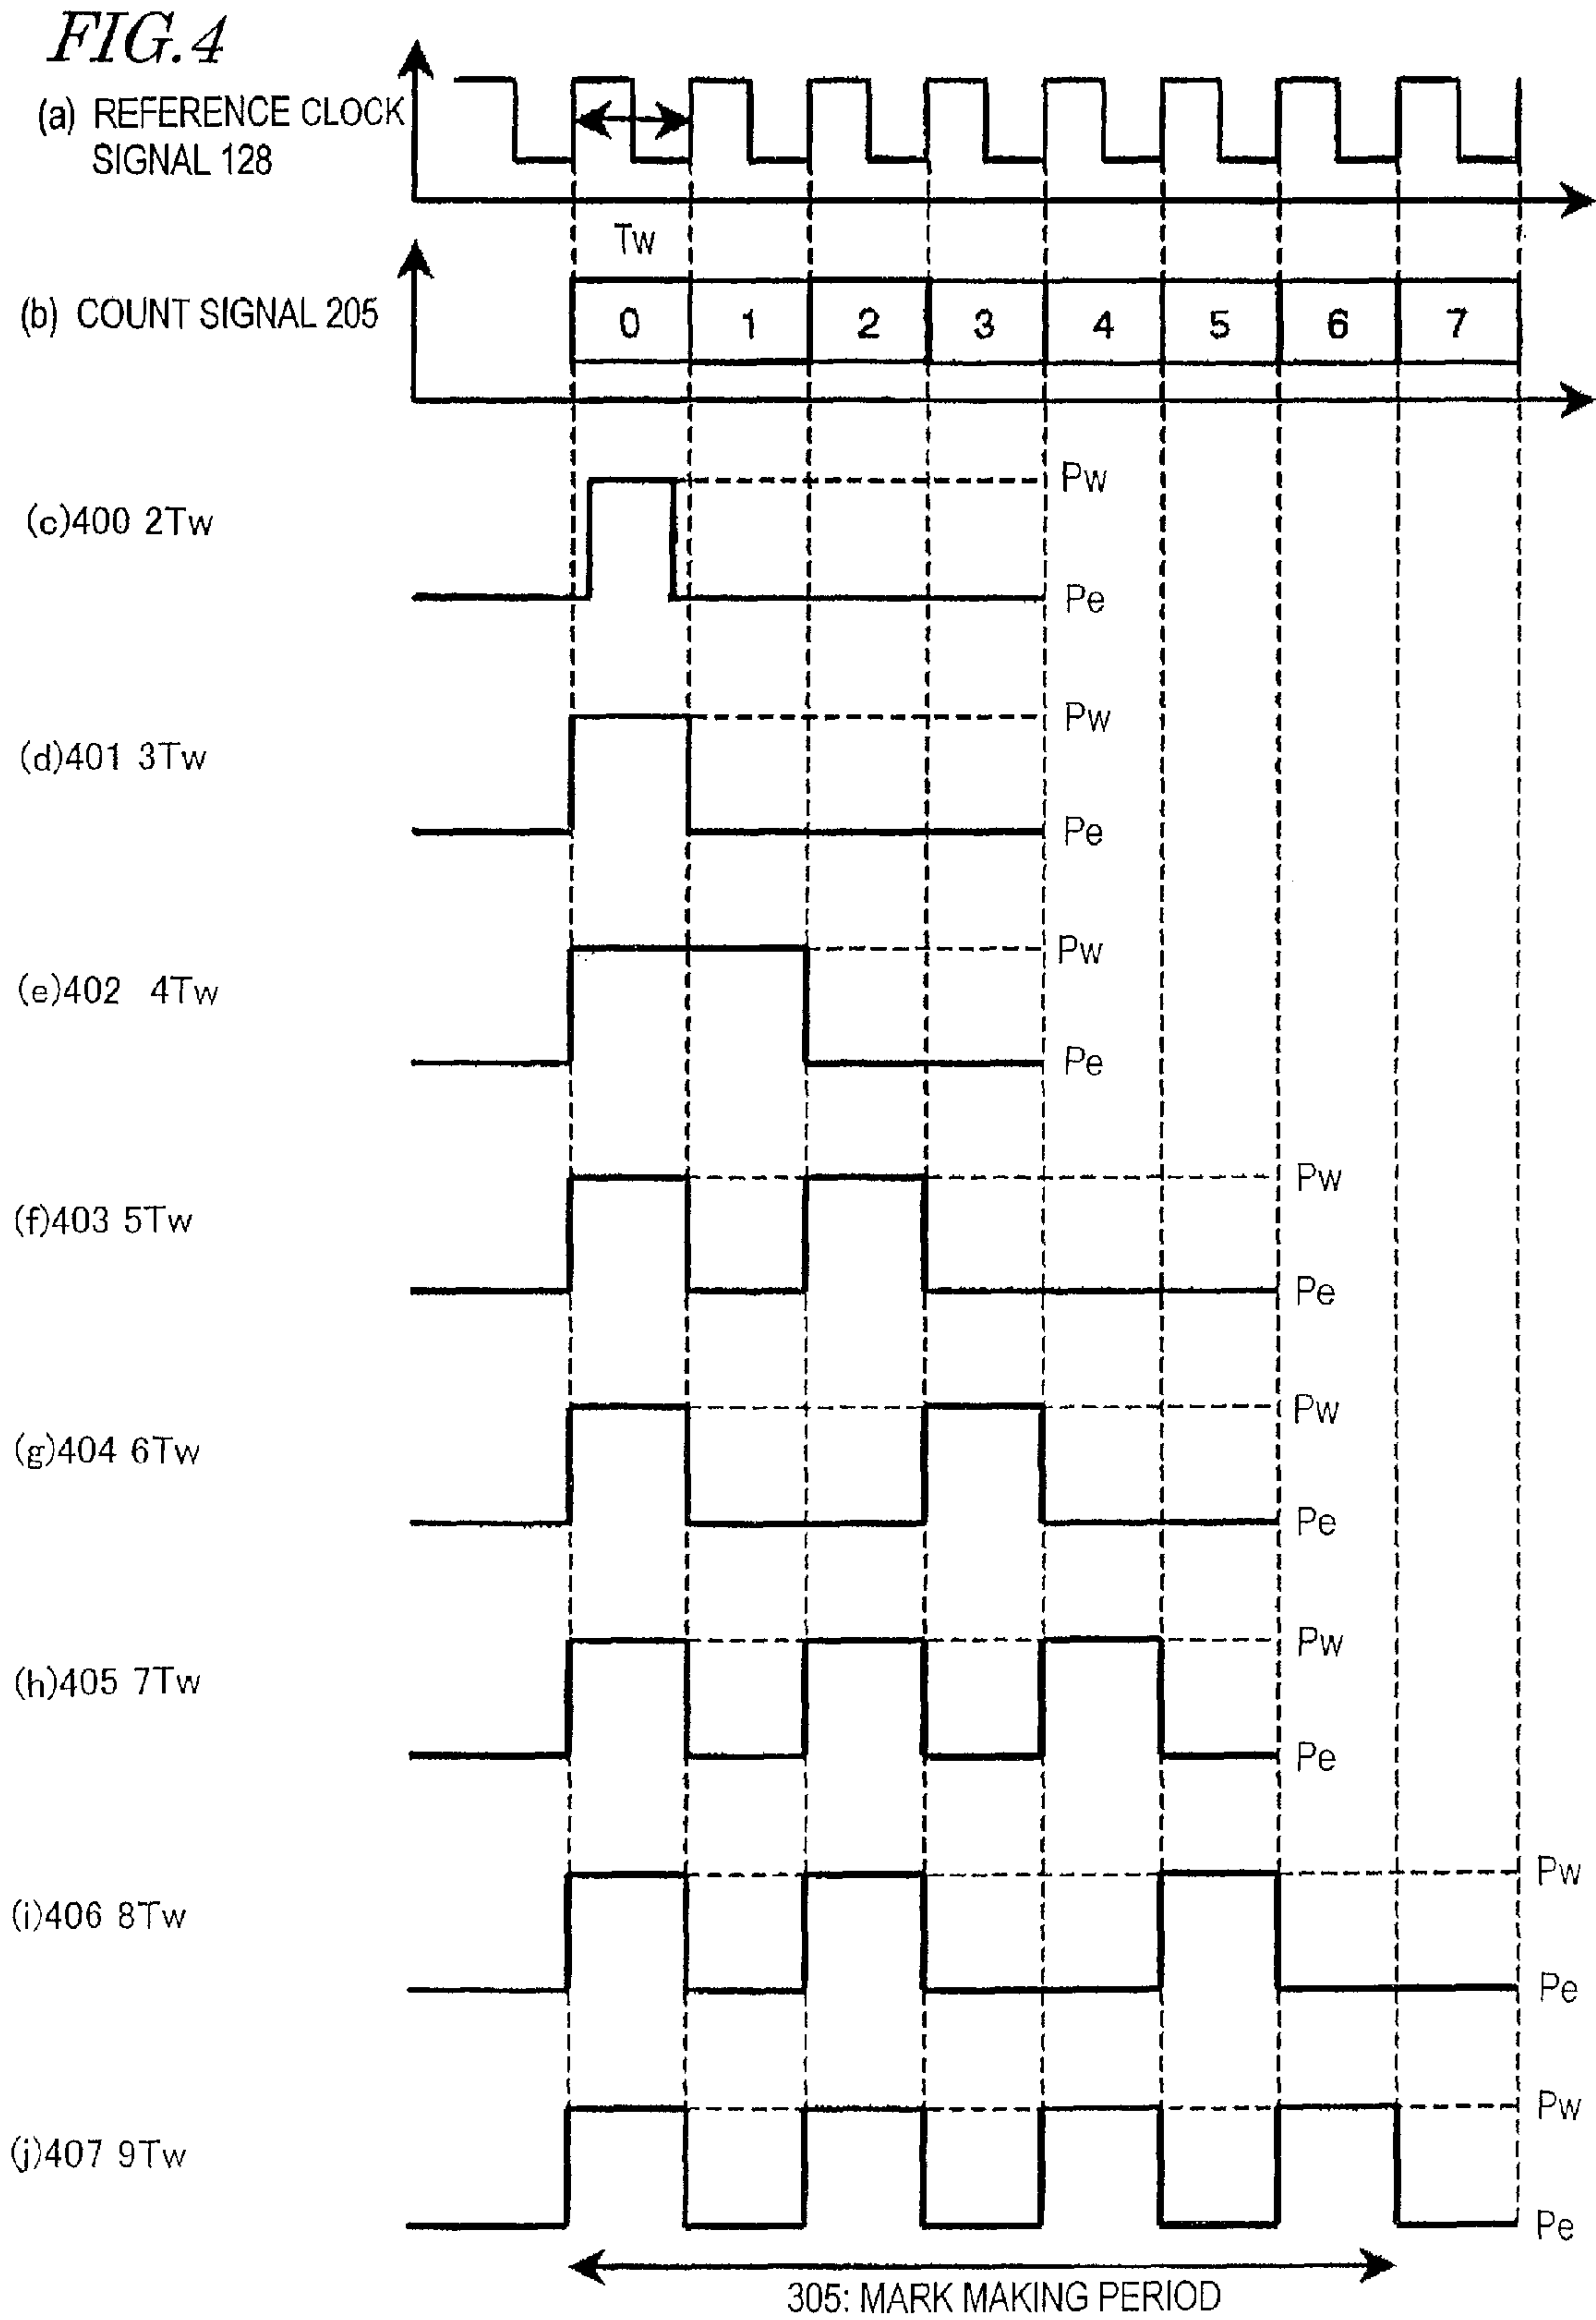 FIG.4
(a) REFERENCE CLOCK
SIGNAL 128
Tw
(b) COUNT SIGNAL 205
0 1 2 3 4 5 6 7
Pw
(c)400 2Tw
Pe
Pw
(d)401 3Tw
Pe
Pw
(e)402 4Tw
Pe
Pw
(f)403 5Tw
Pe
Pw
(g)404 6Tw
Pe
Pw
(h)405 7Tw
Pe
Pw
(i)406 8Tw
Pe
Pw
(j)407 9Tw
Pe
305: MARK MAKING PERIOD